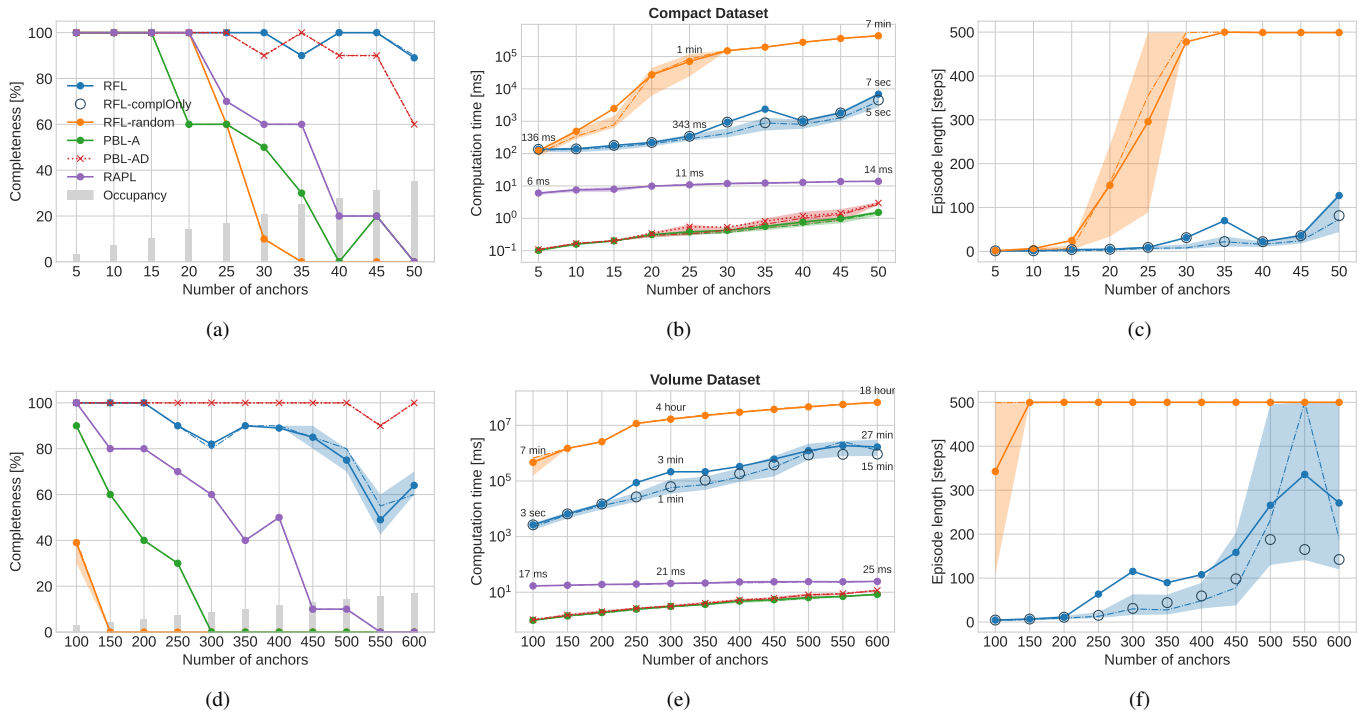 Completeness [%]
100
80
60
40
20
0
RFL
RFL-complOnly
RFL-random
PBL-A
PBL-AD
RAPL
Occupancy
5 10 15 20 25 30 35 40 45 50
Number of anchors
(a)
Compact Dataset
Computation time [ms]
10^5
10^4
10^3
10^2
10^1
10^0
10^−1
7 min
1 min
7 sec
5 sec
343 ms
136 ms
14 ms
11 ms
6 ms
5 10 15 20 25 30 35 40 45 50
Number of anchors
(b)
Episode length [steps]
500
400
300
200
100
0
5 10 15 20 25 30 35 40 45 50
Number of anchors
(c)
Completeness [%]
100
80
60
40
20
0
100 150 200 250 300 350 400 450 500 550 600
Number of anchors
(d)
Volume Dataset
Computation time [ms]
10^7
10^5
10^3
10^1
18 hour
4 hour
7 min
27 min
3 min
15 min
1 min
3 sec
25 ms
21 ms
17 ms
100 150 200 250 300 350 400 450 500 550 600
Number of anchors
(e)
Episode length [steps]
500
400
300
200
100
0
100 150 200 250 300 350 400 450 500 550 600
Number of anchors
(f)